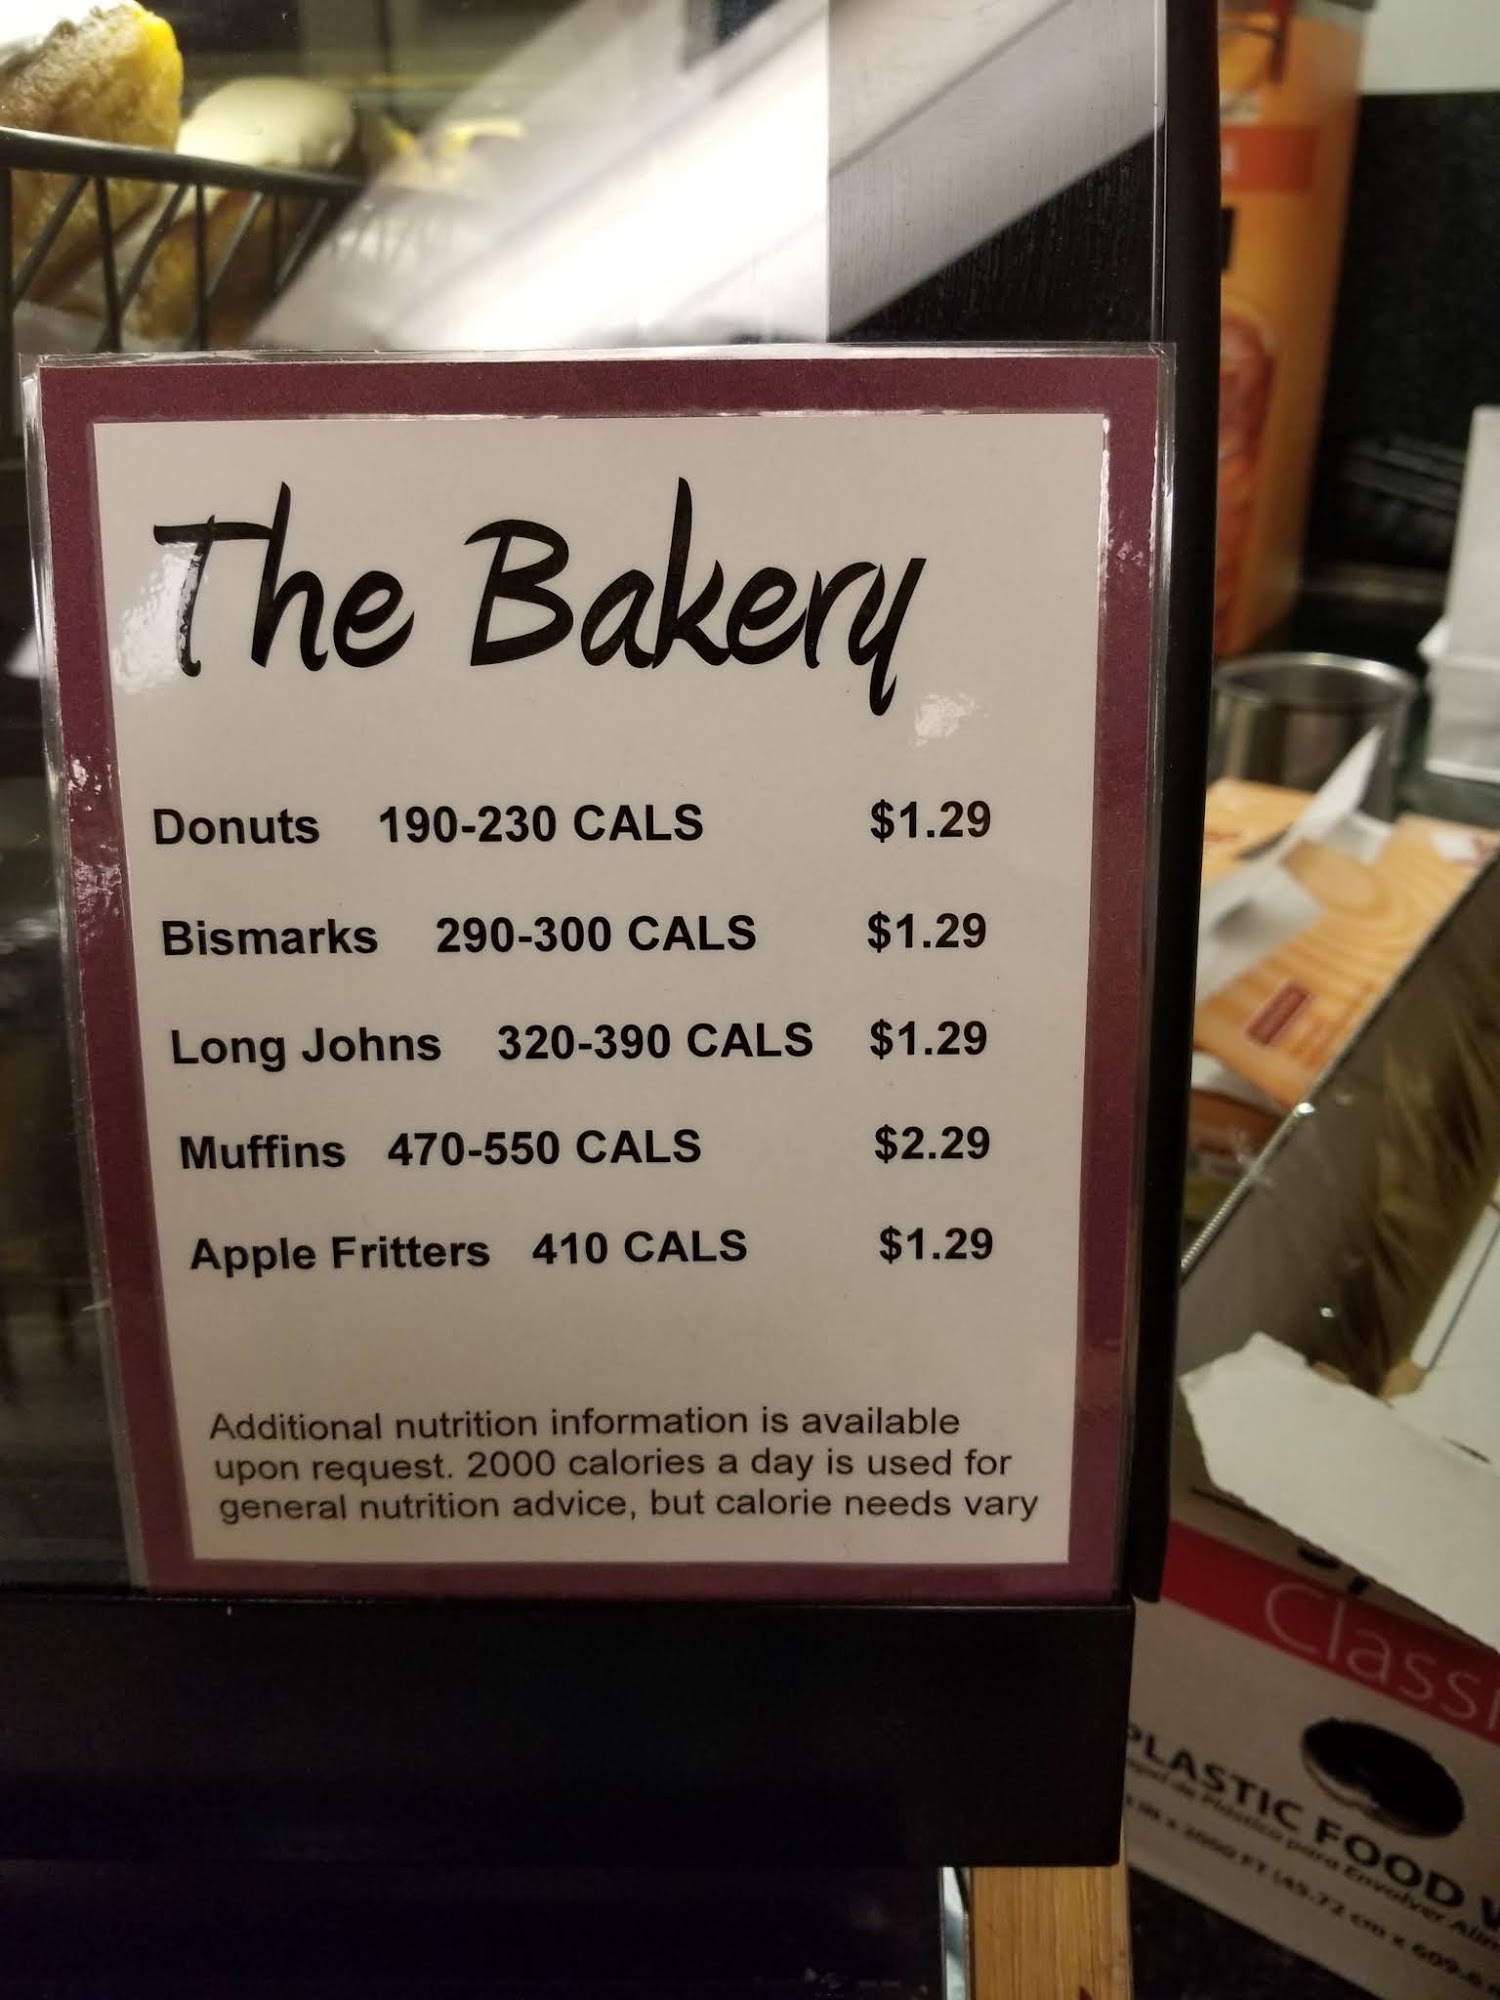 The Bakery
Donuts 190-230 CALS $1.29
Bismarks 290-300 CALS $1.29
Long Johns 320-390 CALS $1.29
Muffins 470-550 CALS $2.29
Apple Fritters 410 CALS $1.29
Additional nutrition information is available
upon request. 2000 calories a day is used for
general nutrition advice, but calorie needs vary
Classi
PLASTIC FOOD W